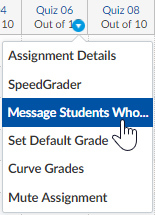 4 Quiz 06 Quiz 08
10 Out of 1 Out of 10
Assignment Details
SpeedGrader
Message Students Who...
Set Default Grade
Curve Grades
Mute Assignment